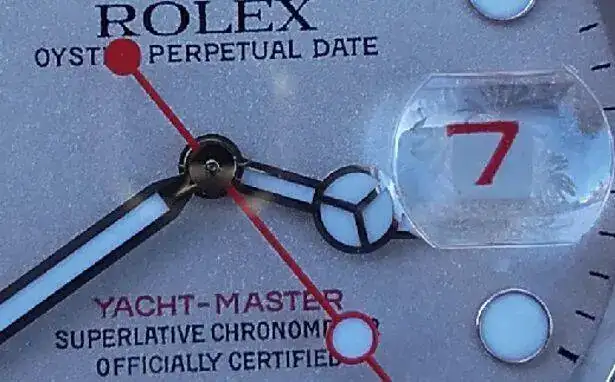 ROLEX
OYST PERPETUAL DATE
7
YACHT-MASTER
SUPERLATIVE CHRONOM R
OFFICIALLY CERTIFIED